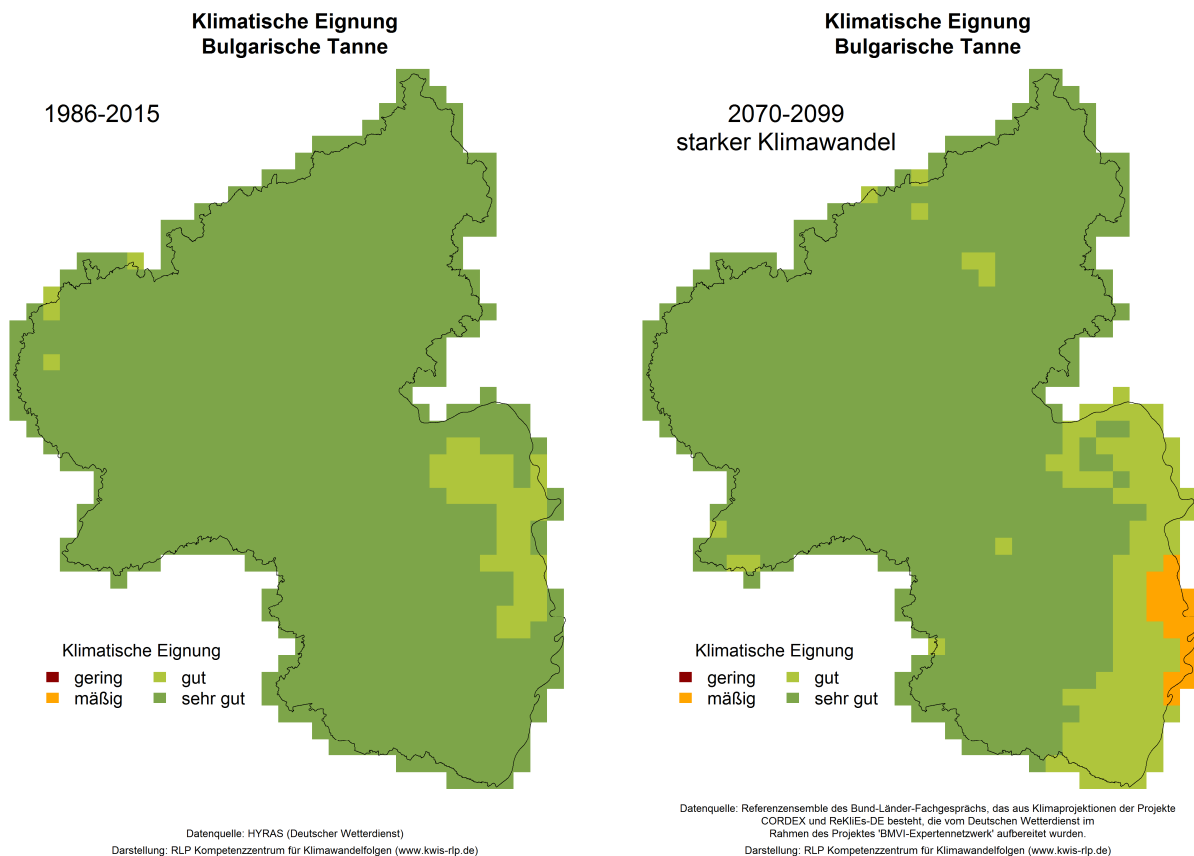 Klimatische Eignung
Bulgarische Tanne
1986-2015
Klimatische Eignung
gering
gut
mäßig
sehr gut
Datenquelle: HYRAS (Deutscher Wetterdienst)
Darstellung: RLP Kompetenzzentrum für Klimawandelfolgen (www.kwis-rlp.de)
Klimatische Eignung
Bulgarische Tanne
2070-2099
starker Klimawandel
Klimatische Eignung
gering
gut
mäßig
sehr gut
Datenquelle: Referenzensemble des Bund-Länder-Fachgesprächs, das aus Klimaprojektionen der Projekte
CORDEX und ReKliEs-DE besteht, die vom Deutschen Wetterdienst im
Rahmen des Projektes 'BMVI-Expertennetzwerk' aufbereitet wurden.
Darstellung: RLP Kompetenzzentrum für Klimawandelfolgen (www.kwis-rlp.de)